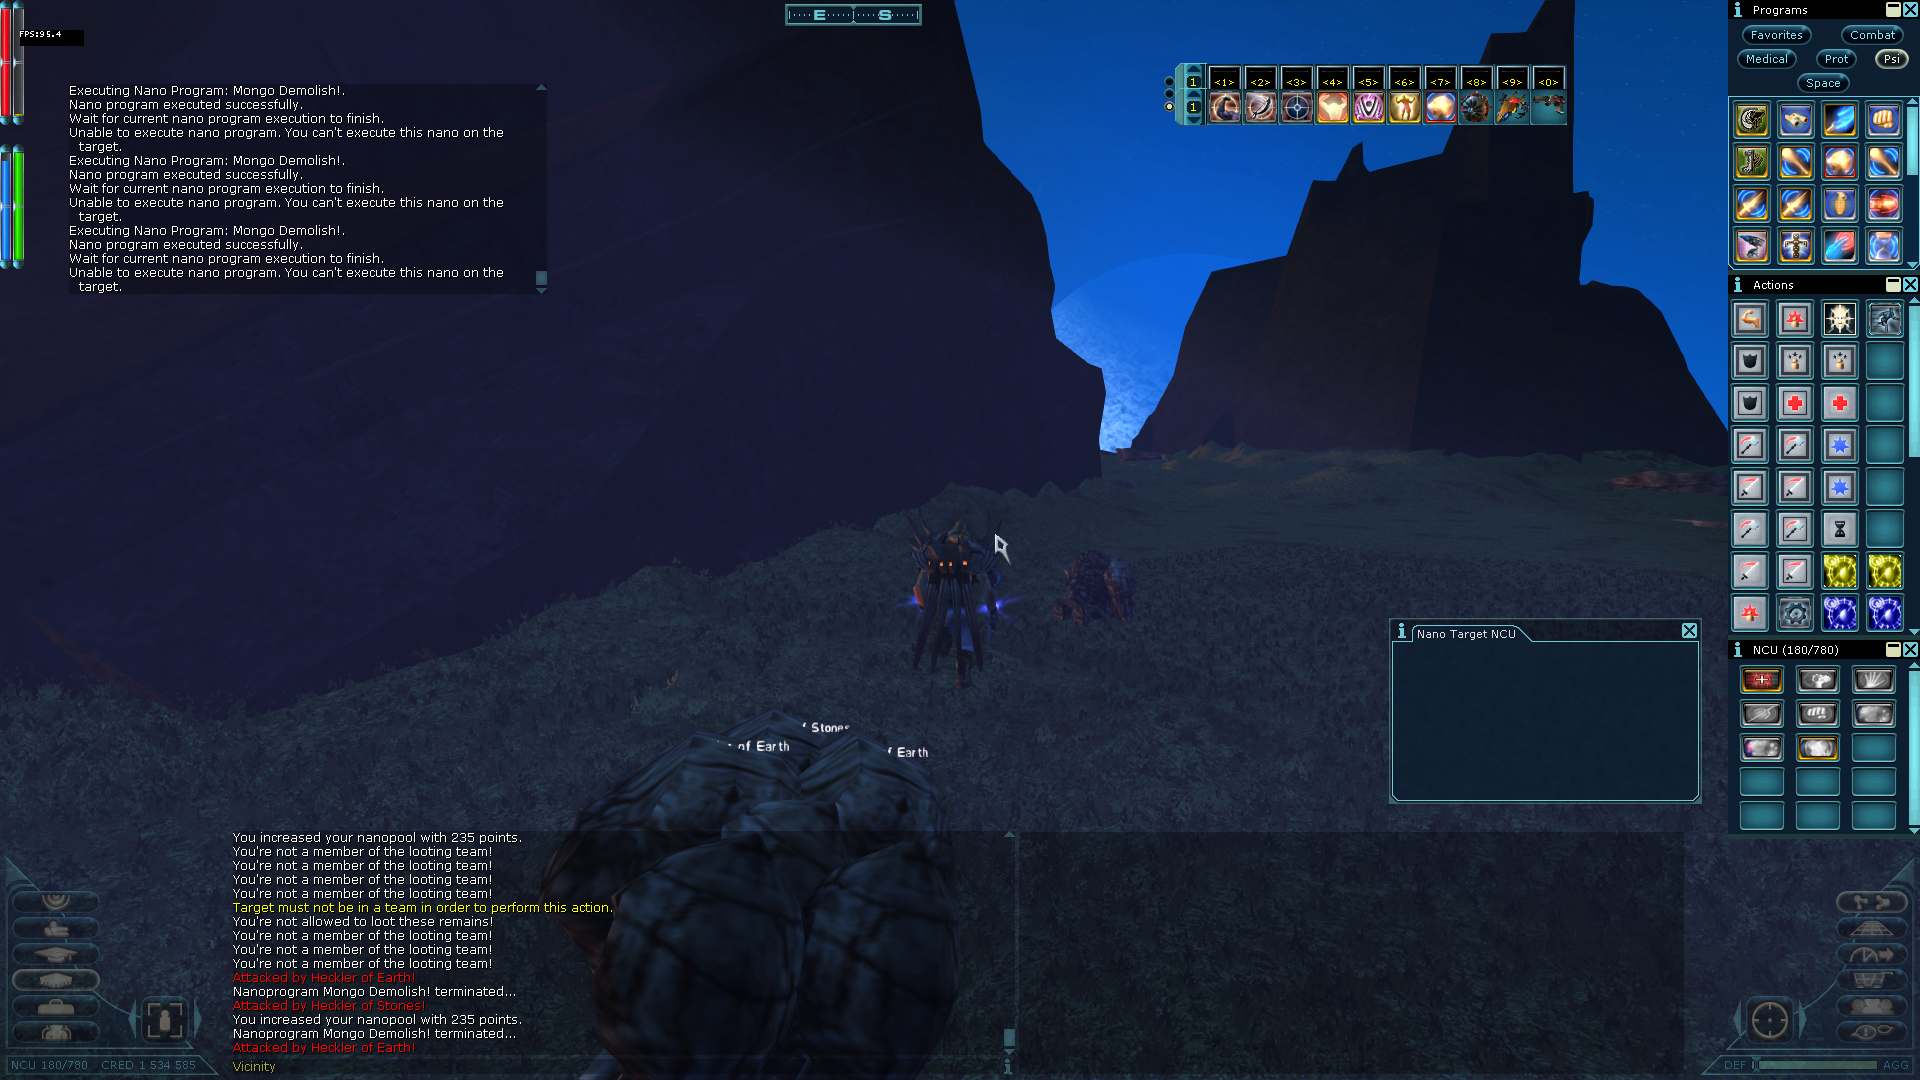 E S
FPS:95.4
Executing Nano Program: Mongo Demolish!.
Nano program executed successfully.
Wait for current nano program execution to finish.
Unable to execute nano program. You can't execute this nano on the
target.
Executing Nano Program: Mongo Demolish!.
Nano program executed successfully.
Wait for current nano program execution to finish.
Unable to execute nano program. You can't execute this nano on the
target.
Executing Nano Program: Mongo Demolish!.
Nano program executed successfully.
Wait for current nano program execution to finish.
Unable to execute nano program. You can't execute this nano on the
target.
1 <1> <2> <3> <4> <5> <6> <7> <8> <9> <0>
1
Programs
Favorites Combat
Medical Prot Psi
Space
Actions
NCU (180/780)
Nano Target NCU
f Stones
of Earth
f Earth
You increased your nanopool with 235 points.
You're not a member of the looting team!
You're not a member of the looting team!
You're not a member of the looting team!
You're not a member of the looting team!
Target must not be in a team in order to perform this action.
You're not allowed to loot these remains!
You're not a member of the looting team!
You're not a member of the looting team!
You're not a member of the looting team!
Attacked by Heckler of Earth!
Nanoprogram Mongo Demolish! terminated...
Attacked by Heckler of Stones!
You increased your nanopool with 235 points.
Nanoprogram Mongo Demolish! terminated...
Attacked by Heckler of Earth!
Vicinity
NCU 180/780 CRED 1 534 585
DEF AGG